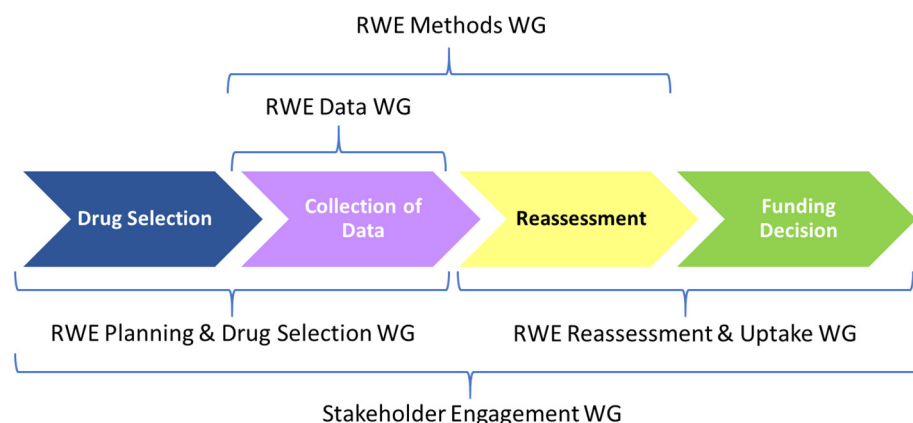 RWE Methods WG
RWE Data WG
Drug Selection
Collection of
Data
Reassessment
Funding
Decision
RWE Planning & Drug Selection WG
RWE Reassessment & Uptake WG
Stakeholder Engagement WG